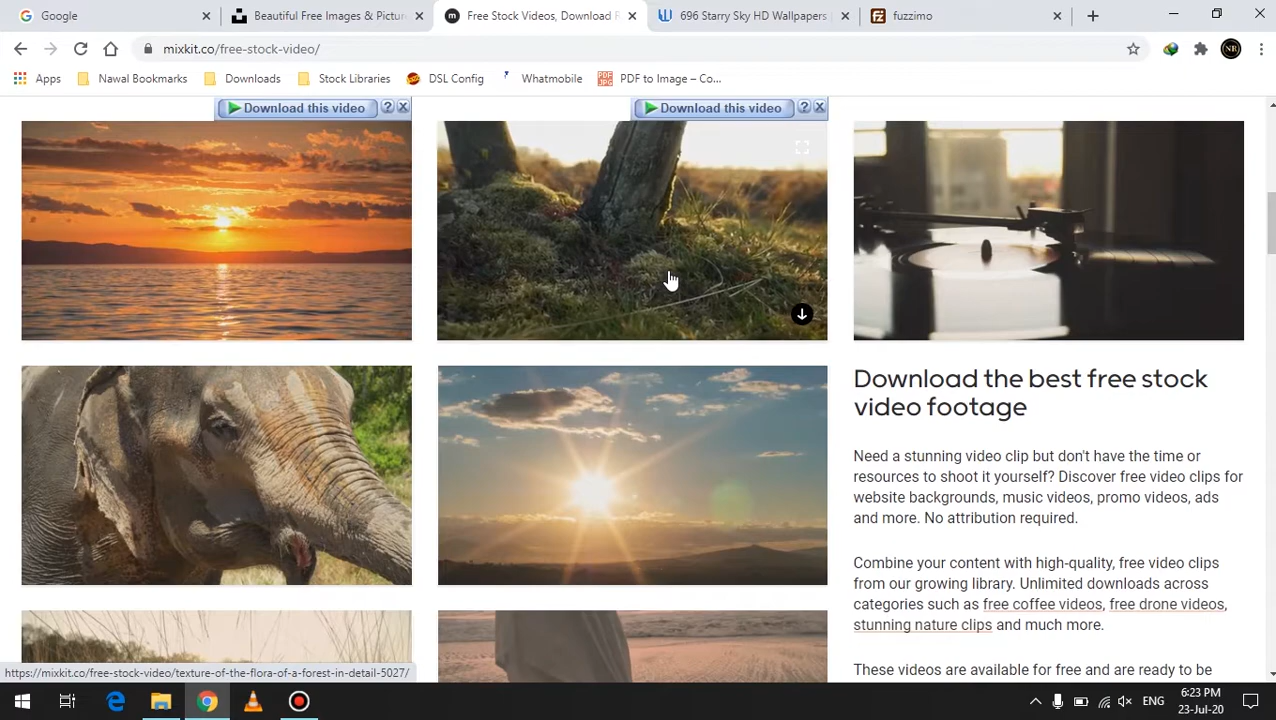 Google
Beautiful Free Images & Pictur
Free Stock Videos, Download F
696 Starry Sky HD Wallpapers
fuzzimo
mixkit.co/free-stock-video/
NR
Apps
Nawal Bookmarks
Downloads
Stock Libraries
DSL Config
Whatmobile
PDF to Image – Co...
Download this video ?
Download this video ?
Download the best free stock
video footage
Need a stunning video clip but don't have the time or
resources to shoot it yourself? Discover free video clips for
website backgrounds, music videos, promo videos, ads
and more. No attribution required.
Combine your content with high-quality, free video clips
from our growing library. Unlimited downloads across
categories such as free coffee videos, free drone videos,
stunning nature clips and much more.
These videos are available for free and are ready to be
https://mixkit.co/free-stock-video/texture-of-the-flora-of-a-forest-in-detail-5027/
ENG
6:23 PM
23-Jul-20